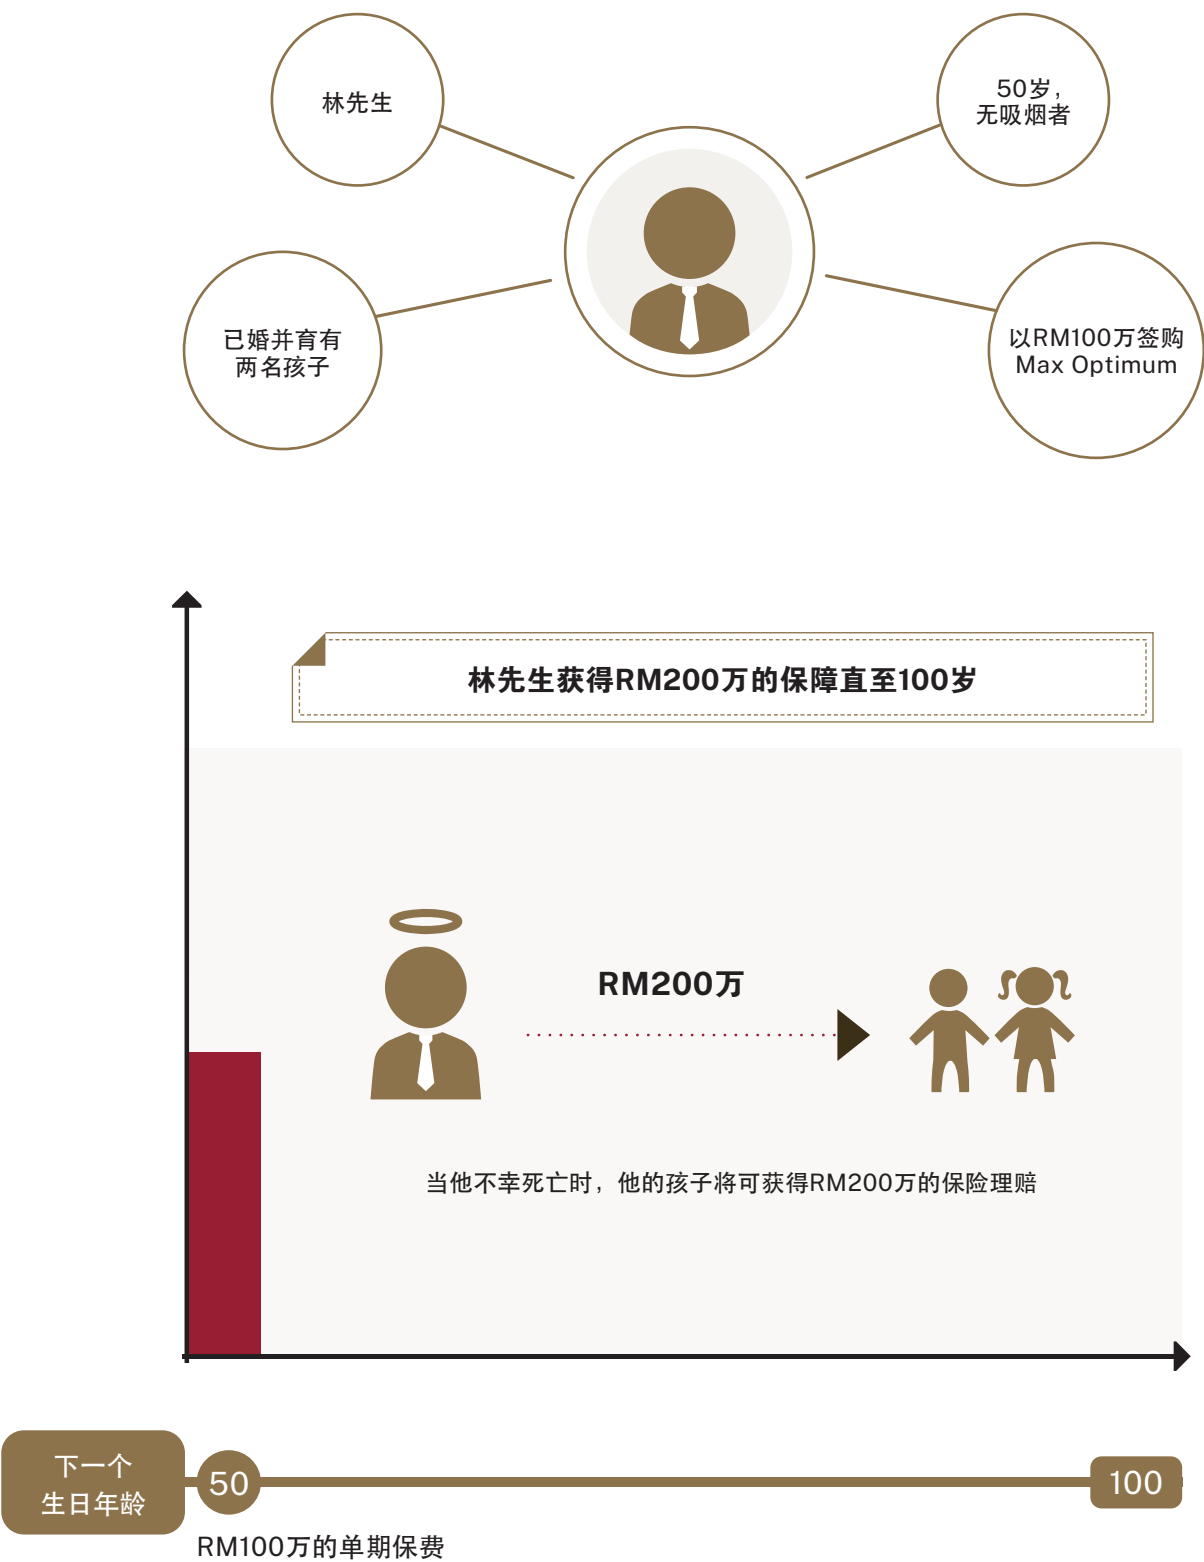 林先生
50岁，
无吸烟者
已婚并育有
两名孩子
以RM100万签购
Max Optimum
林先生获得RM200万的保障直至100岁
RM200万
当他不幸死亡时，他的孩子将可获得RM200万的保险理赔
下一个
生日年龄
50
100
RM100万的单期保费